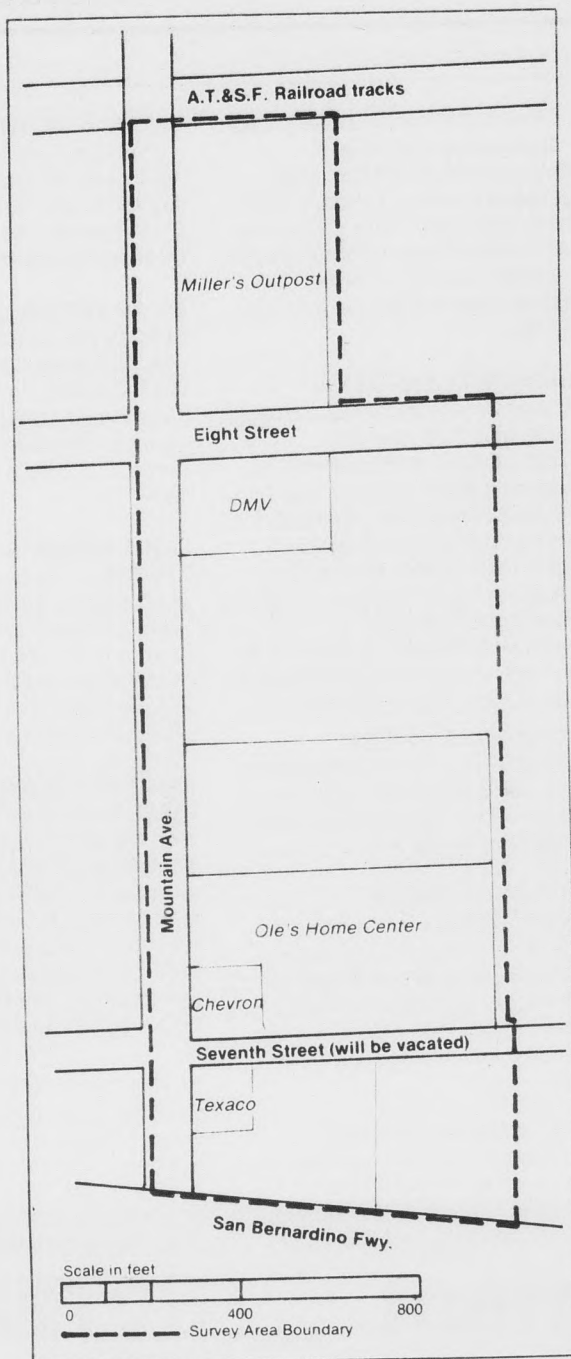 A.T.&S.F. Railroad tracks
Miller's Outpost
Eight Street
DMV
Mountain Ave.
Ole's Home Center
Chevron
Seventh Street (will be vacated)
Texaco
San Bernardino Fwy.
Scale in feet
0 400 800
Survey Area Boundary